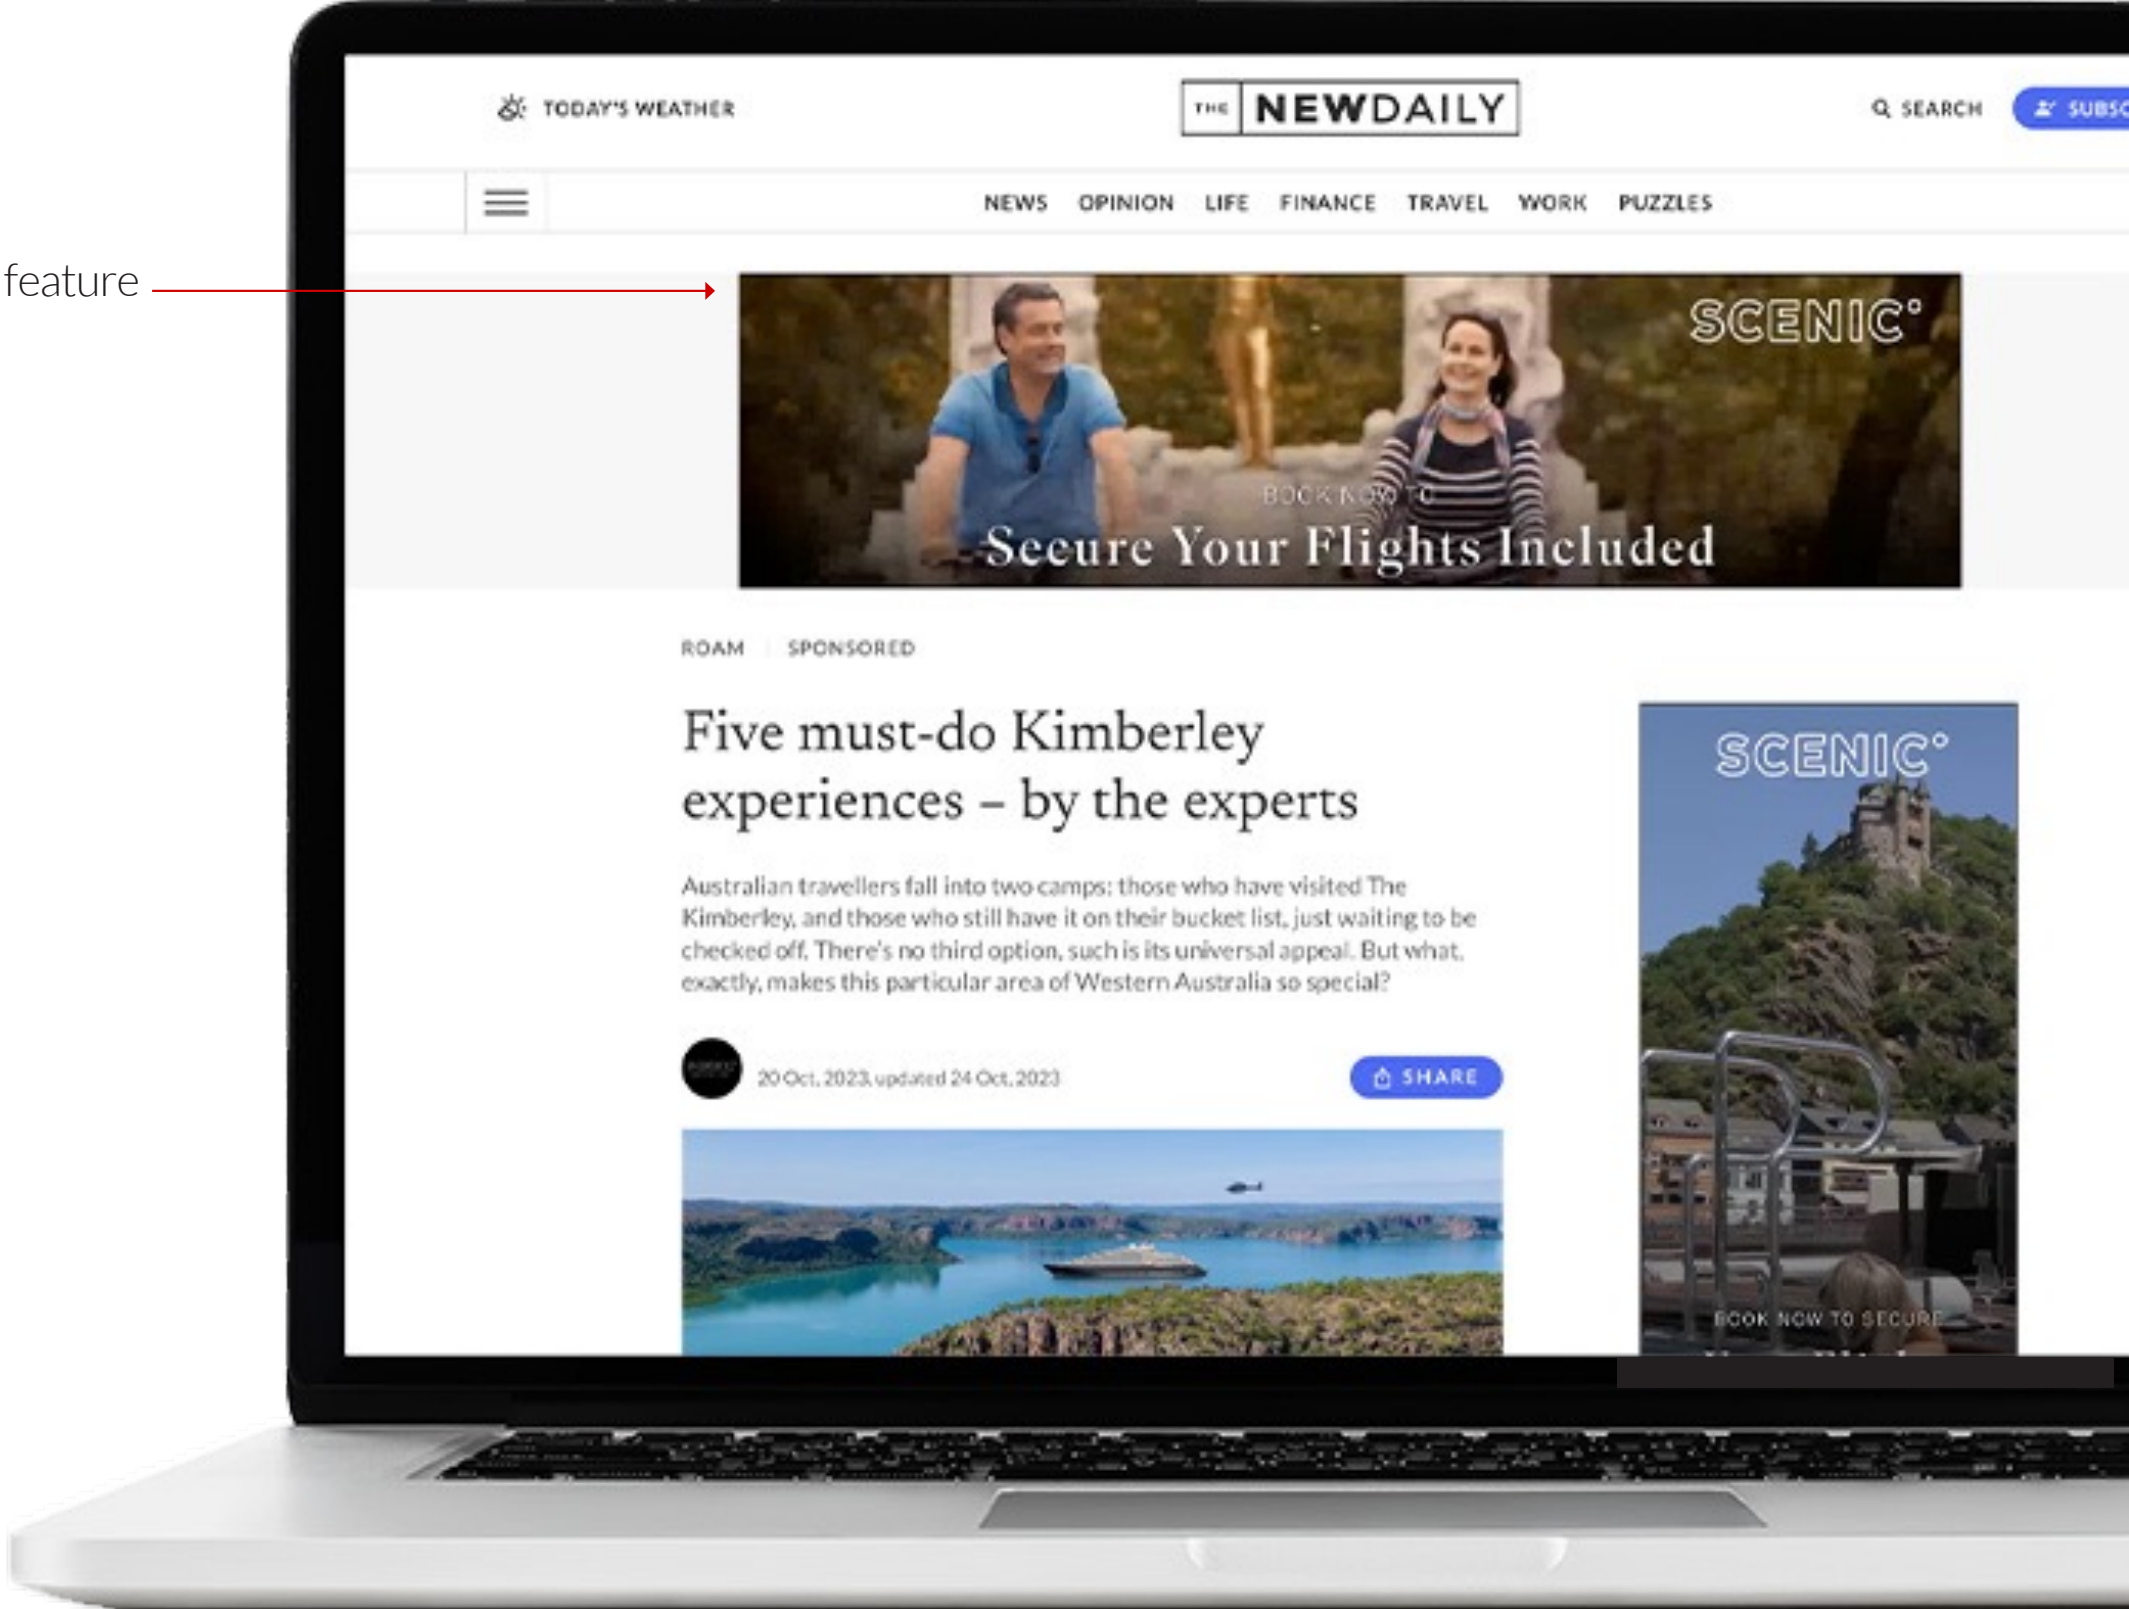 TODAY'S WEATHER
THE NEWDAILY
SEARCH
SUBSC
NEWS OPINION LIFE FINANCE TRAVEL WORK PUZZLES
feature
SCENIC°
BOOK NOW TO
Secure Your Flights Included
ROAM SPONSORED
Five must-do Kimberley
experiences – by the experts
Australian travellers fall into two camps: those who have visited The
Kimberley, and those who still have it on their bucket list, just waiting to be
checked off. There's no third option, such is its universal appeal. But what,
exactly, makes this particular area of Western Australia so special?
20 Oct, 2023, updated 24 Oct, 2023
SHARE
SCENIC°
BOOK NOW TO SECURE